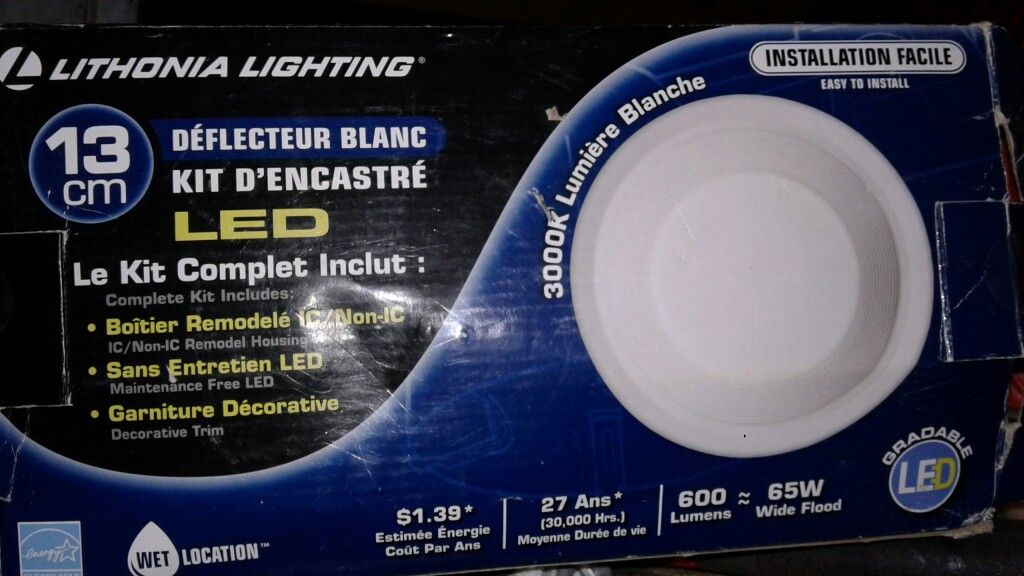 LITHONIA LIGHTING®
INSTALLATION FACILE
EASY TO INSTALL
13 cm
DÉFLECTEUR BLANC
KIT D'ENCASTRÉ
LED
3000K Lumière Blanche
Le Kit Complet Inclut :
Complete Kit Includes:
• Boîtier Remodelé IC/Non-IC
IC/Non-IC Remodel Housing
• Sans Entretien LED
Maintenance Free LED
• Garniture Décorative
Decorative Trim
GRADABLE
LED
$1.39*
Estimée Énergie
Coût Par Ans
27 Ans*
(30,000 Hrs.)
Moyenne Durée de vie
600 Lumens ≈ 65W Wide Flood
energy
ENERGY STAR
WET LOCATION™